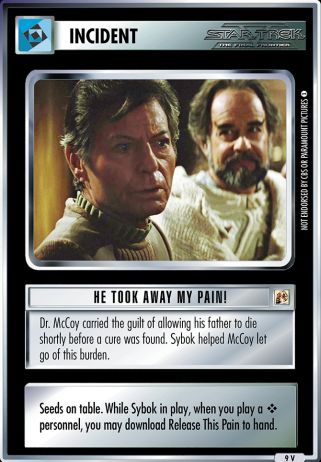 INCIDENT
STAR TREK V
THE FINAL FRONTIER
NOT ENDORSED BY CBS OR PARAMOUNT PICTURES
HE TOOK AWAY MY PAIN!
Dr. McCoy carried the guilt of allowing his father to die
shortly before a cure was found. Sybok helped McCoy let
go of this burden.
Seeds on table. While Sybok in play, when you play a
personnel, you may download Release This Pain to hand.
9 V